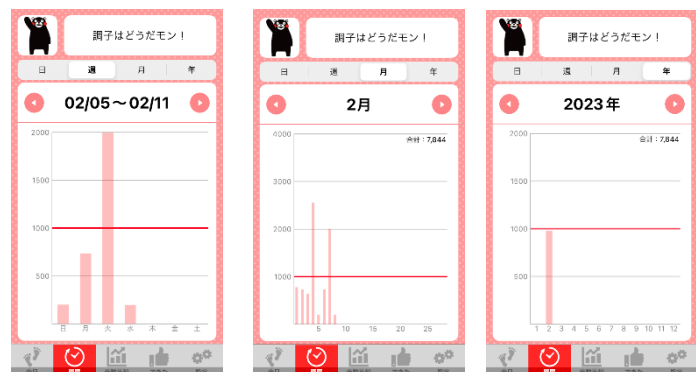 調子はどうだモン！
日 週 月 年
02/05～02/11
2000
1500
1000
500
日 月 火 水 木 金 土
調子はどうだモン！
日 週 月 年
2月
合計：7,844
4000
3000
2000
1000
5 10 15 20 25
調子はどうだモン！
日 週 月 年
2023年
合計：7,844
2000
1500
1000
500
1 2 3 4 5 6 7 8 9 10 11 12